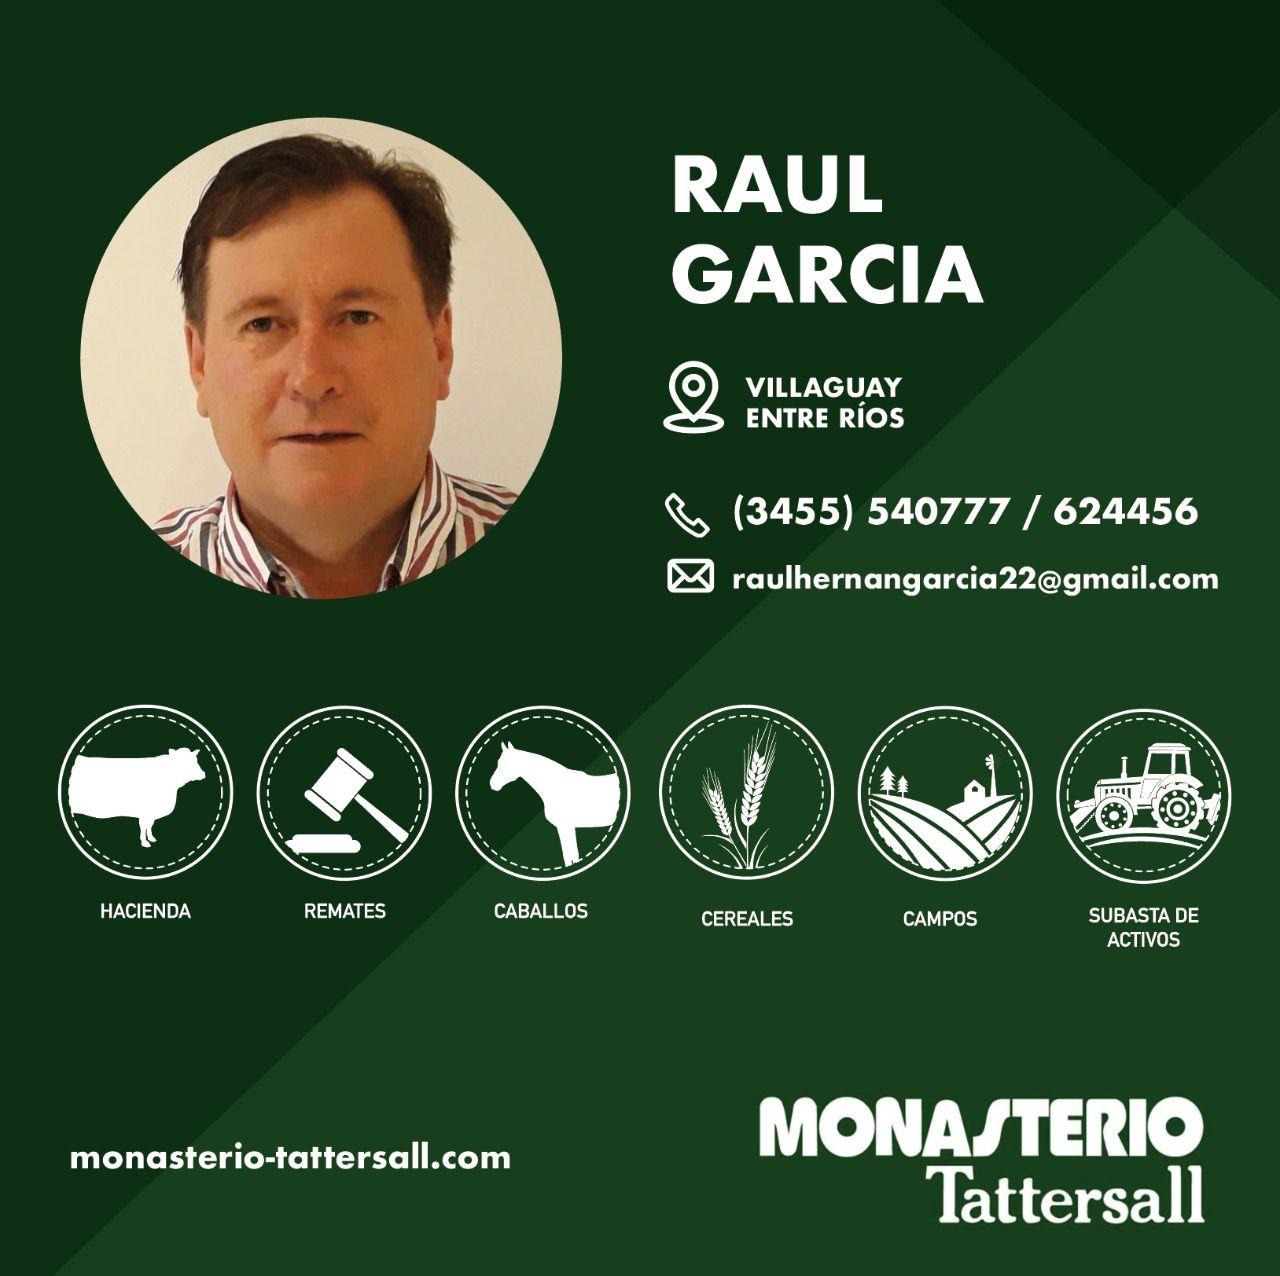 RAUL
GARCIA
VILLAGUAY
ENTRE RÍOS
(3455) 540777 / 624456
raulhernangarcia22@gmail.com
HACIENDA
REMATES
CABALLOS
CEREALES
CAMPOS
SUBASTA DE
ACTIVOS
monasterio-tattersall.com
MONASTERIO
Tattersall